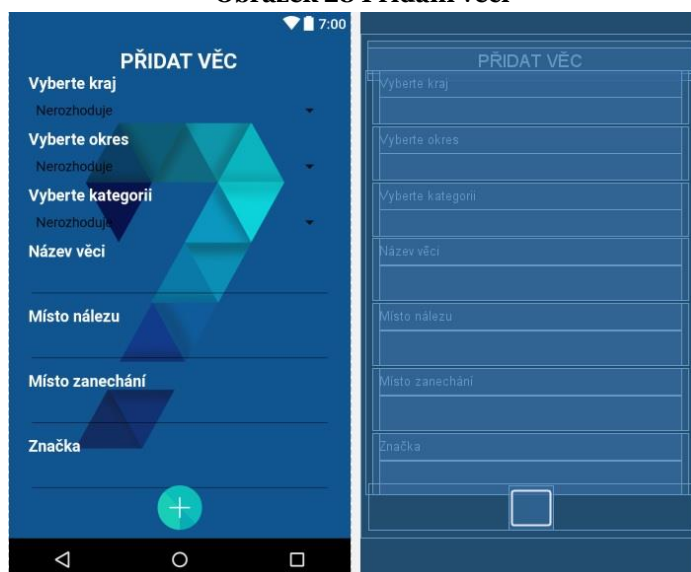 Obrázek 28 Přidání věci
7:00
PŘIDAT VĚC
Vyberte kraj
Nerozhoduje
Vyberte okres
Nerozhoduje
Vyberte kategorii
Nerozhoduje
Název věci
Místo nálezu
Místo zanechání
Značka
PŘIDAT VĚC
Vyberte kraj
Vyberte okres
Vyberte kategorii
Název věci
Místo nálezu
Místo zanechání
Značka